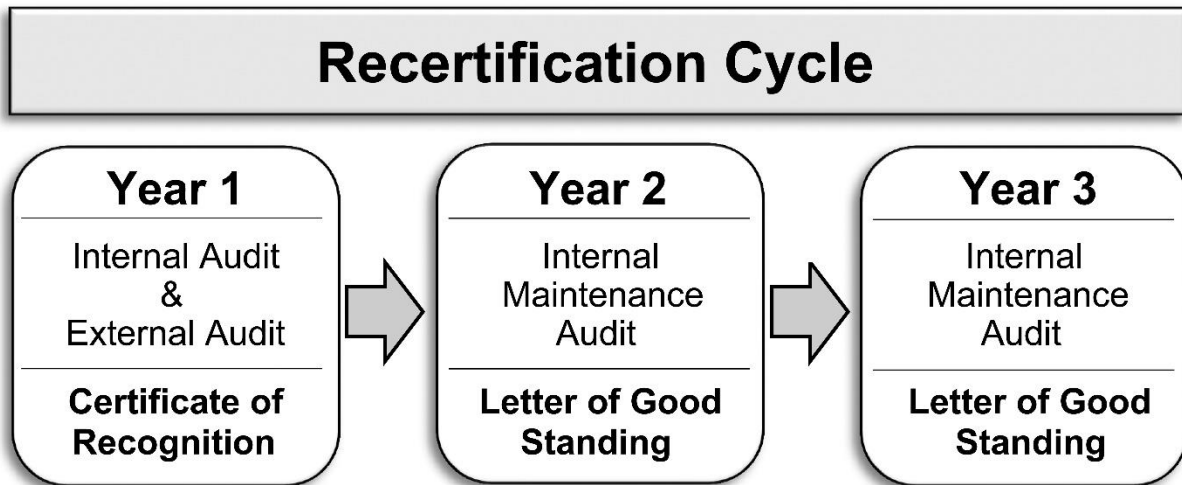 Recertification Cycle
Year 1
Internal Audit
&
External Audit
Certificate of
Recognition
Year 2
Internal
Maintenance
Audit
Letter of Good
Standing
Year 3
Internal
Maintenance
Audit
Letter of Good
Standing